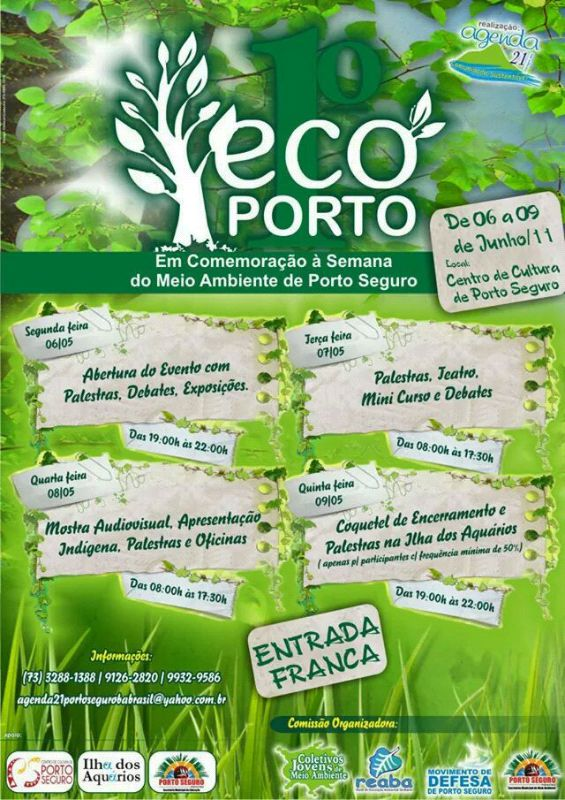 realização:
agenda
21
Comunidade Sustentável
1º
eco
PORTO
Em Comemoração à Semana
do Meio Ambiente de Porto Seguro
De 06 a 09
de Junho/11
Local:
Centro de Cultura
de Porto Seguro
Segunda feira
06/05
Abertura do Evento com
Palestras, Debates, Exposições.
Das 19:00h às 22:00h
Terça feira
07/05
Palestras, Teatro,
Mini Curso e Debates
Das 08:00h às 17:30h
Quarta feira
08/05
Mostra Audiovisual, Apresentação
Indígena, Palestras e Oficinas
Das 08:00h às 17:30h
Quinta feira
09/05
Coquetel de Encerramento e
Palestras na Ilha dos Aquários
( apenas p/ participantes c/ frequência mínima de 50%)
Das 19:00h às 22:00h
ENTRADA
FRANCA
Informações:
(73) 3288-1388 | 9126-2820 | 9932-9586
agenda21portosegurobabrasil@yahoo.com.br
apoio:
Comissão Organizadora:
CENTRO DE CULTURA
PORTO
SEGURO
Ilha dos
Aquários
PORTO SEGURO
Coletivos
Jovens de
Meio Ambiente
reaba
MOVIMENTO DE
DEFESA
DE PORTO SEGURO
PORTO SEGURO